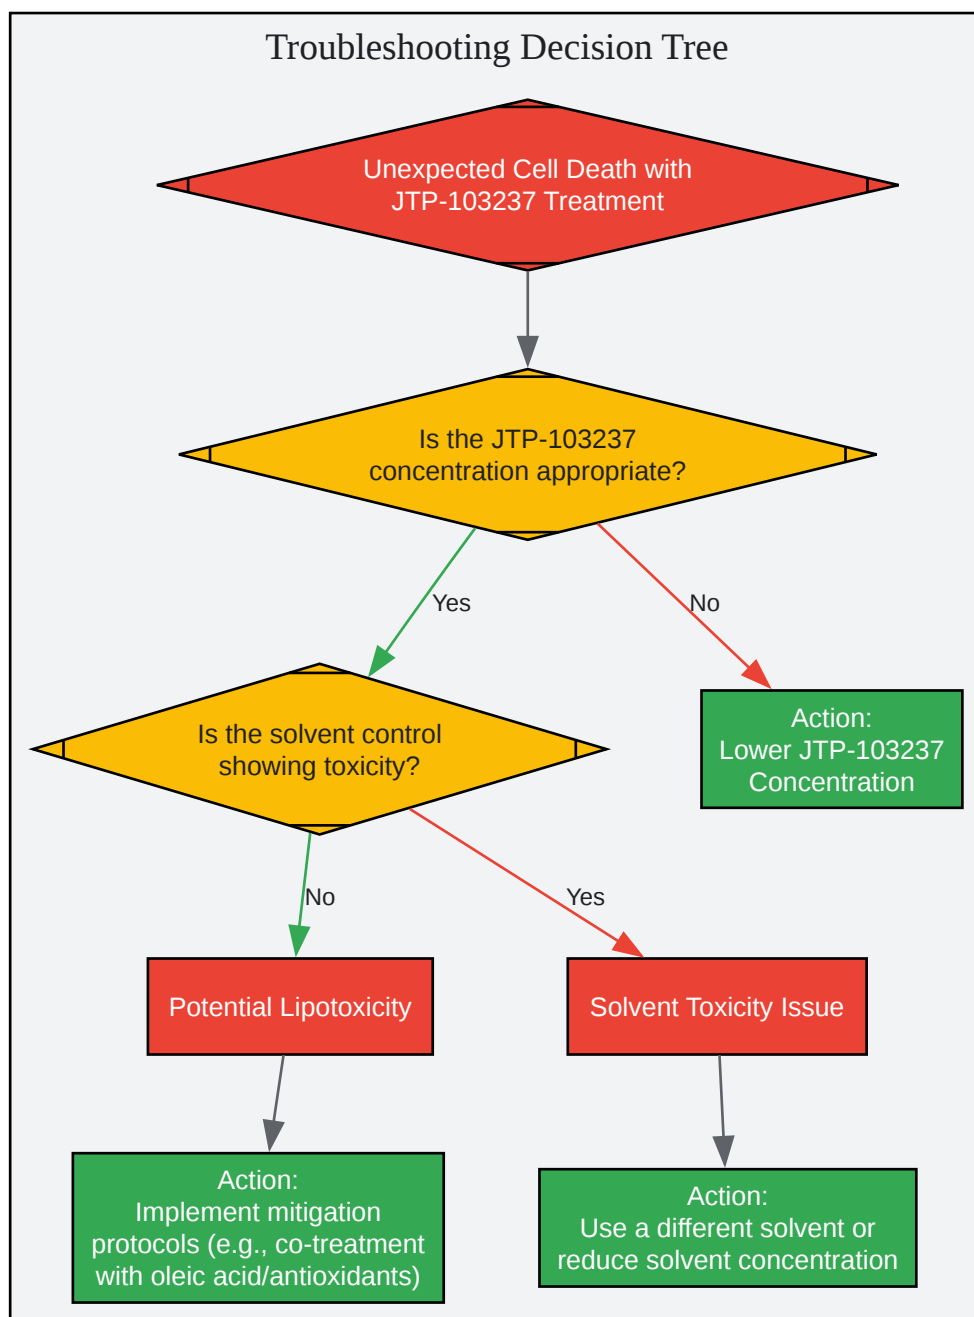 Troubleshooting Decision Tree
Unexpected Cell Death with
JTP-103237 Treatment
Is the JTP-103237
concentration appropriate?
Yes
No
Is the solvent control
showing toxicity?
Action:
Lower JTP-103237
Concentration
No
Yes
Potential Lipotoxicity
Solvent Toxicity Issue
Action:
Implement mitigation
protocols (e.g., co-treatment
with oleic acid/antioxidants)
Action:
Use a different solvent or
reduce solvent concentration